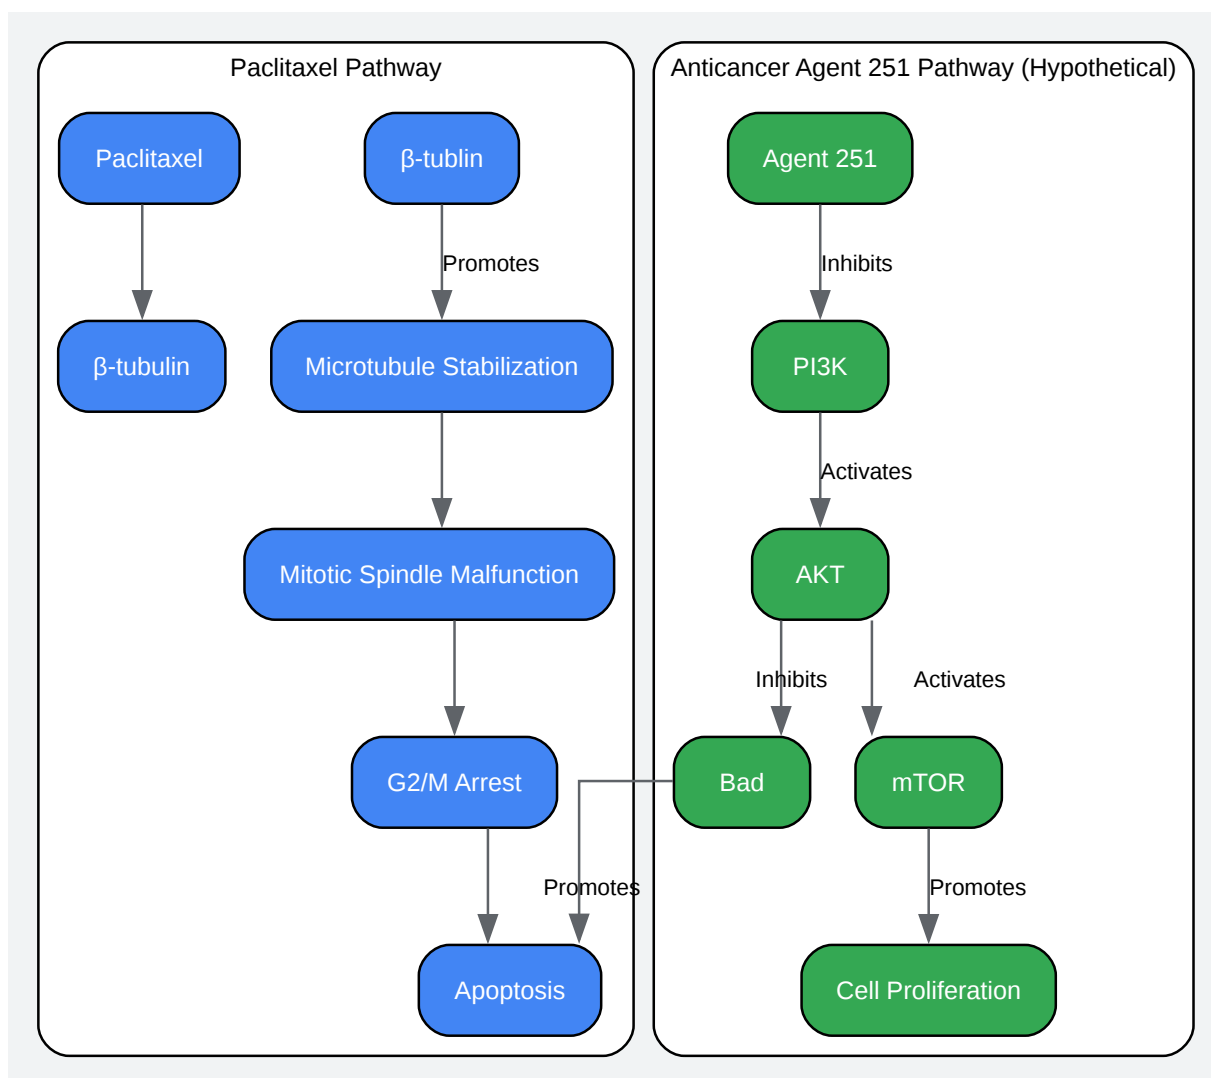 Paclitaxel Pathway
Paclitaxel
β-tublin
Promotes
β-tubulin
Microtubule Stabilization
Mitotic Spindle Malfunction
G2/M Arrest
Promotes
Apoptosis
Anticancer Agent 251 Pathway (Hypothetical)
Agent 251
Inhibits
PI3K
Activates
AKT
Inhibits
Activates
Bad
mTOR
Promotes
Cell Proliferation